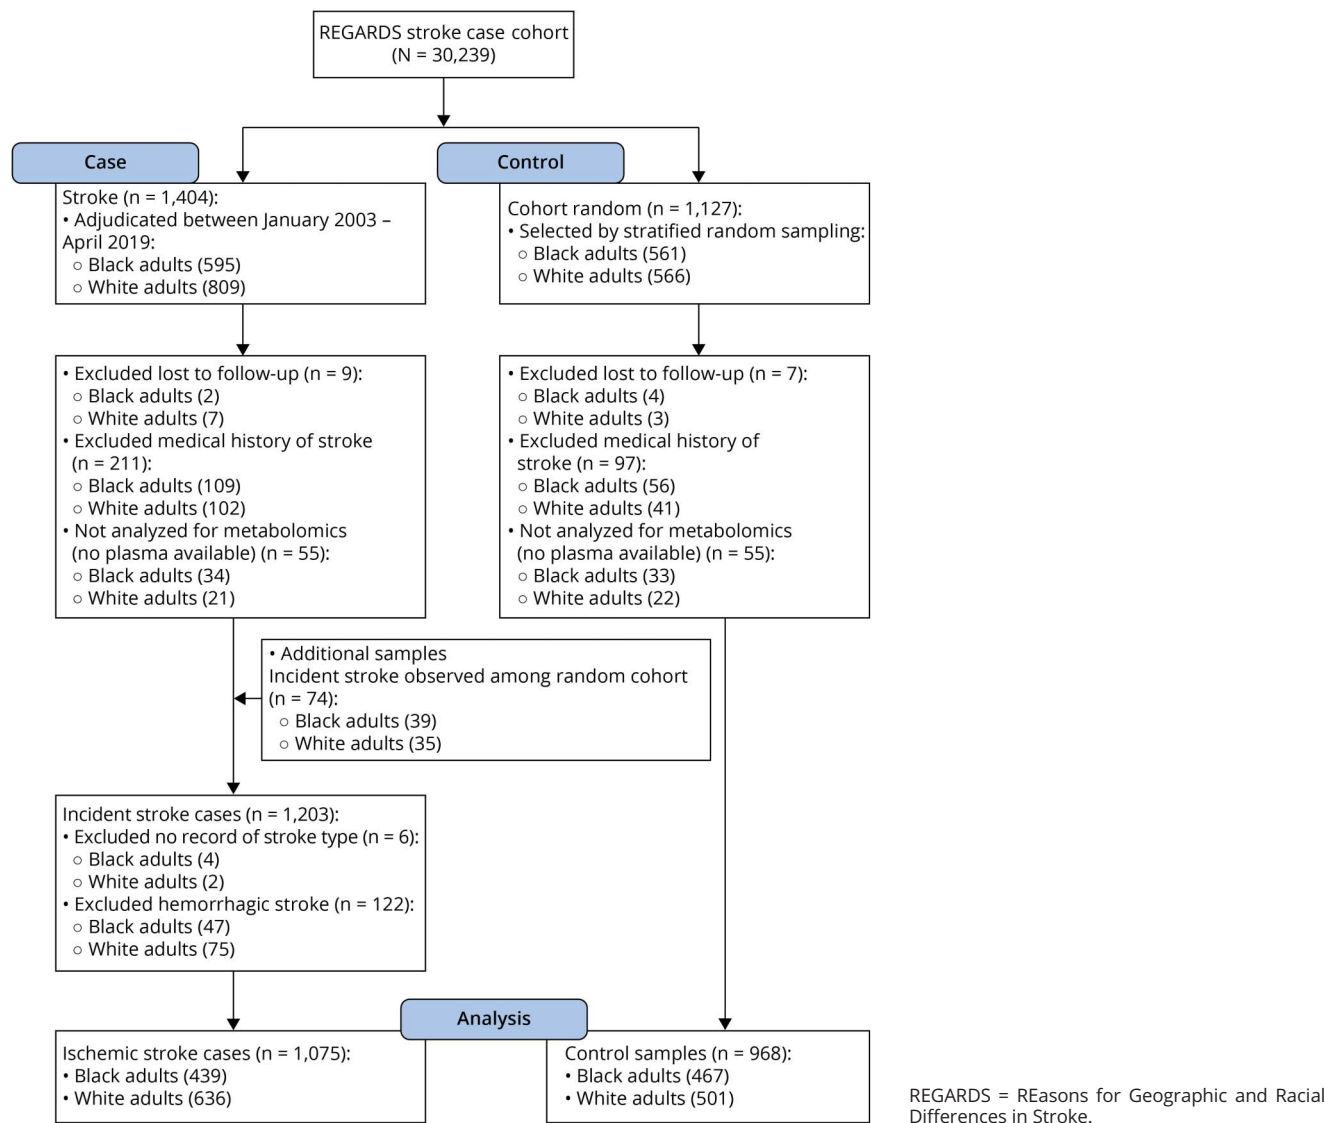 REGARDS stroke case cohort
(N = 30,239)
Case
Stroke (n = 1,404):
• Adjudicated between January 2003 –
April 2019:
○ Black adults (595)
○ White adults (809)
Control
Cohort random (n = 1,127):
• Selected by stratified random sampling:
○ Black adults (561)
○ White adults (566)
• Excluded lost to follow-up (n = 9):
○ Black adults (2)
○ White adults (7)
• Excluded medical history of stroke
(n = 211):
○ Black adults (109)
○ White adults (102)
• Not analyzed for metabolomics
(no plasma available) (n = 55):
○ Black adults (34)
○ White adults (21)
• Excluded lost to follow-up (n = 7):
○ Black adults (4)
○ White adults (3)
• Excluded medical history of
stroke (n = 97):
○ Black adults (56)
○ White adults (41)
• Not analyzed for metabolomics
(no plasma available) (n = 55):
○ Black adults (33)
○ White adults (22)
• Additional samples
Incident stroke observed among random cohort
(n = 74):
○ Black adults (39)
○ White adults (35)
Incident stroke cases (n = 1,203):
• Excluded no record of stroke type (n = 6):
○ Black adults (4)
○ White adults (2)
• Excluded hemorrhagic stroke (n = 122):
○ Black adults (47)
○ White adults (75)
Analysis
Ischemic stroke cases (n = 1,075):
• Black adults (439)
• White adults (636)
Control samples (n = 968):
• Black adults (467)
• White adults (501)
REGARDS = REasons for Geographic and Racial
Differences in Stroke.